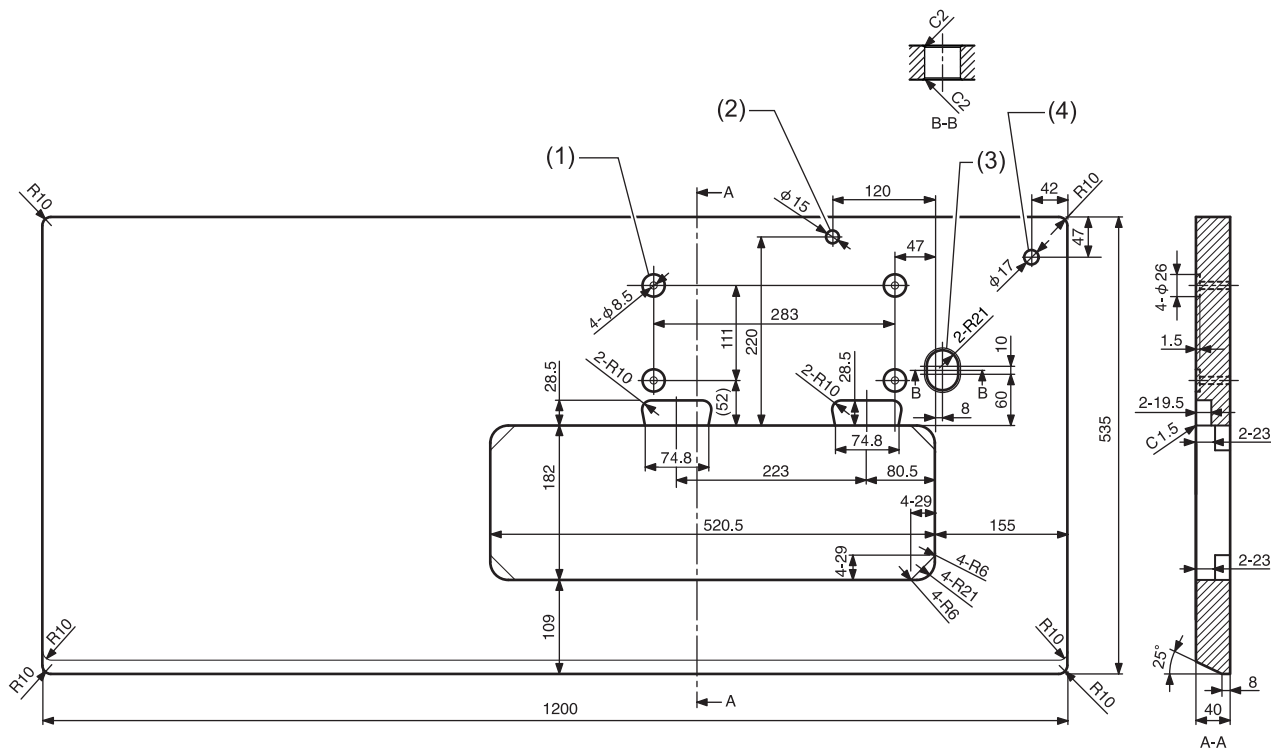 C2
C2
B-B
(2)
(4)
(1)
(3)
R10
A
120
42
R10
φ15
47
47
φ17
4-φ26
4-φ8.5
283
2-R21
111
220
10
1.5
2-R10
28.5
2-R10
28.5
B
B
(52)
8
60
535
2-19.5
C1.5
2-23
74.8
74.8
182
223
80.5
4-29
520.5
155
4-29
4-R6
4-R21
4-R6
2-23
109
R10
R10
R10
R10
25°
8
A
1200
40
A-A